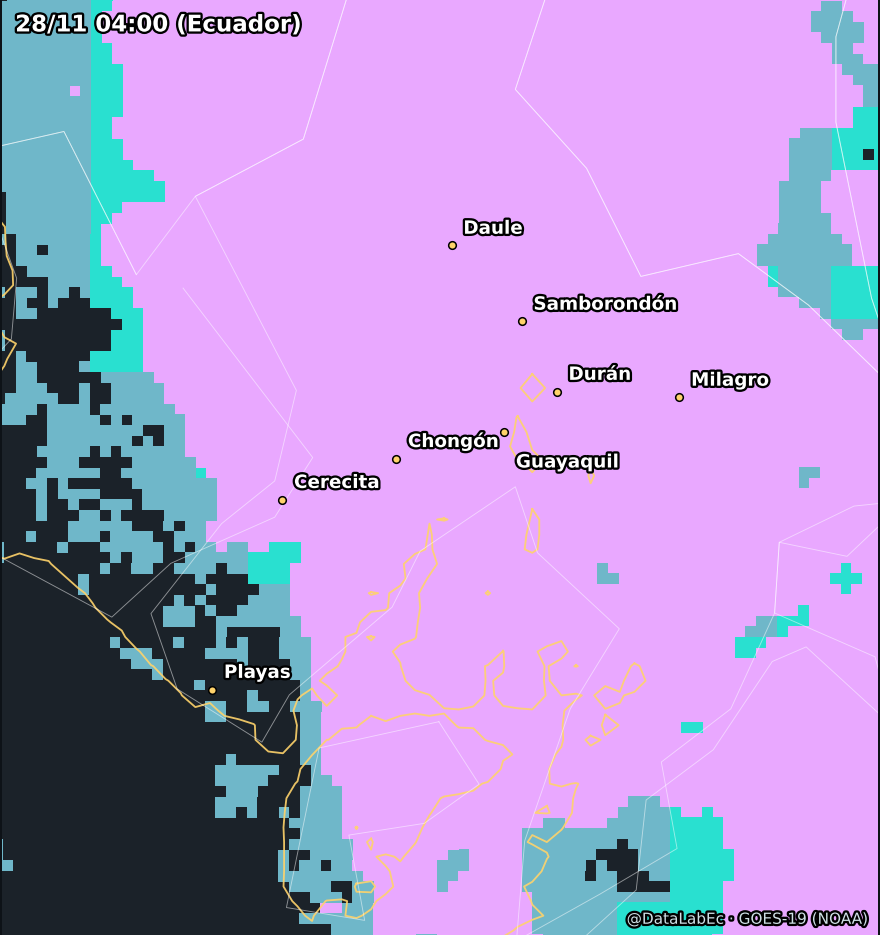 28/11 04:00 (Ecuador)
Daule
Samborondón
Durán
Milagro
Chongón
Guayaquil
Cerecita
Playas
@DataLabEc · GOES-19 (NOAA)